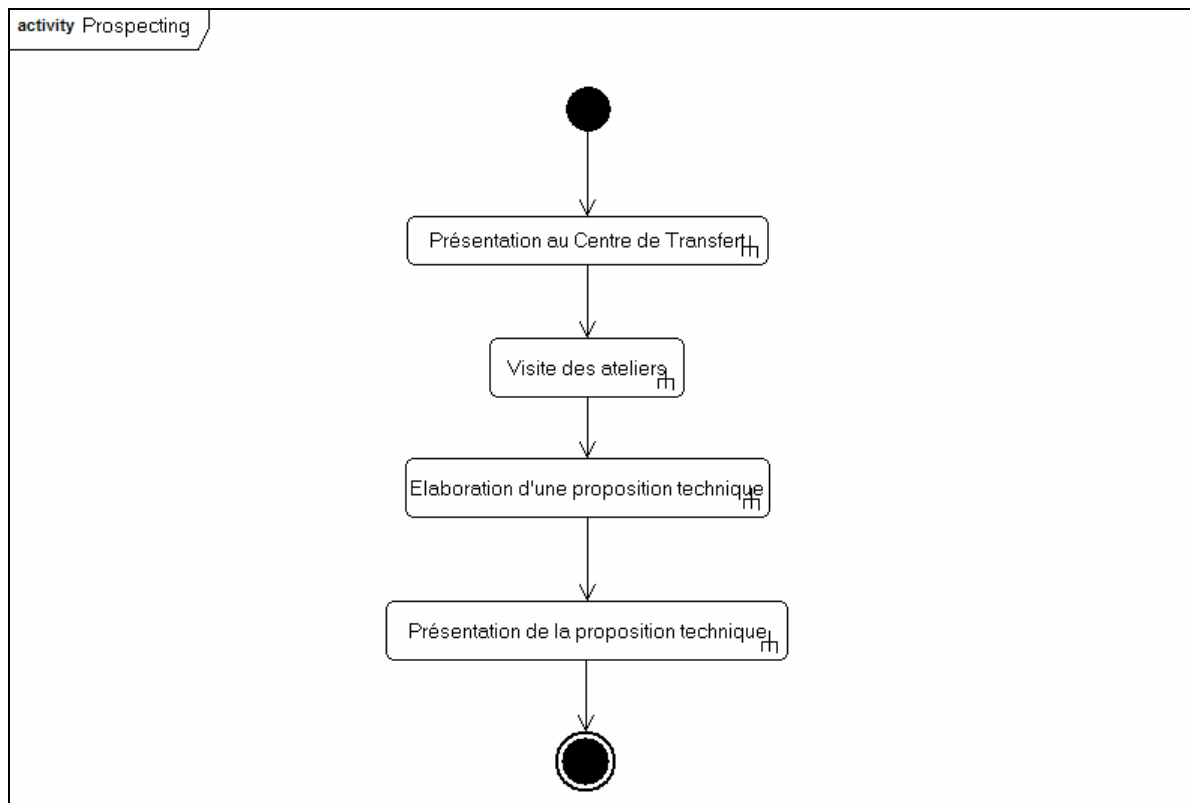 activity Prospecting
Présentation au Centre de Transfert
Visite des ateliers
Elaboration d'une proposition technique
Présentation de la proposition technique